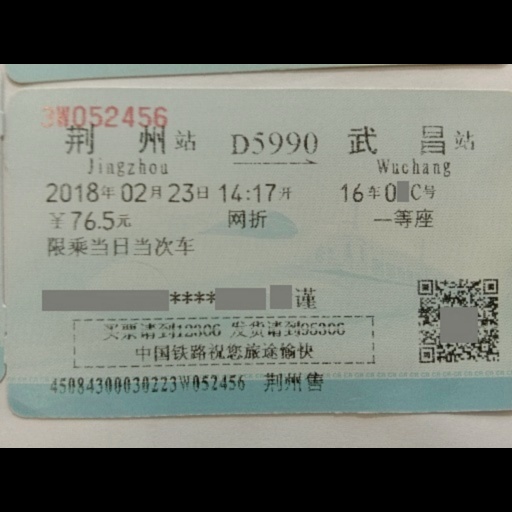 3W052456
荆州站 D5990 武昌站
Jingzhou Wuchang
2018年02月23日 14:17开 16车0 C号
￥76.5元 网折 一等座
限乘当日当次车
**** 谨
买票请到12306 发货请到95306
中国铁路祝您旅途愉快
45084300030223W052456 荆州售